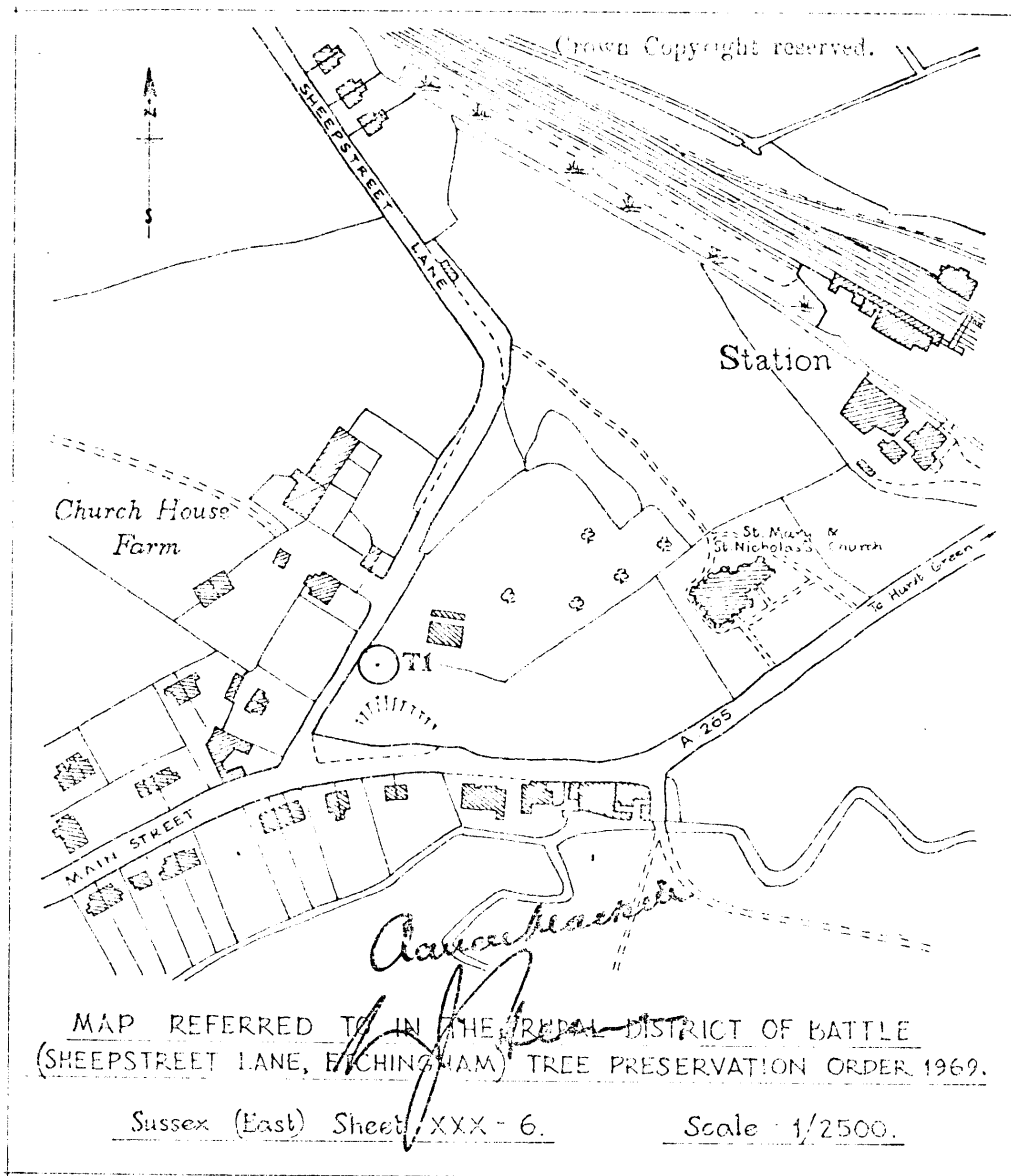 Crown Copyright reserved.
N
S
SHEEPSTREET
LANE
Station
Church House
Farm
St. Mary &
St. Nicholas's Church
To Hurst Green
T1
A 265
MAIN STREET
MAP REFERRED TO IN THE RURAL DISTRICT OF BATTLE
(SHEEPSTREET LANE, ETCHINGHAM) TREE PRESERVATION ORDER 1969.
Sussex (East) Sheet XXX - 6.
Scale 1/2500.